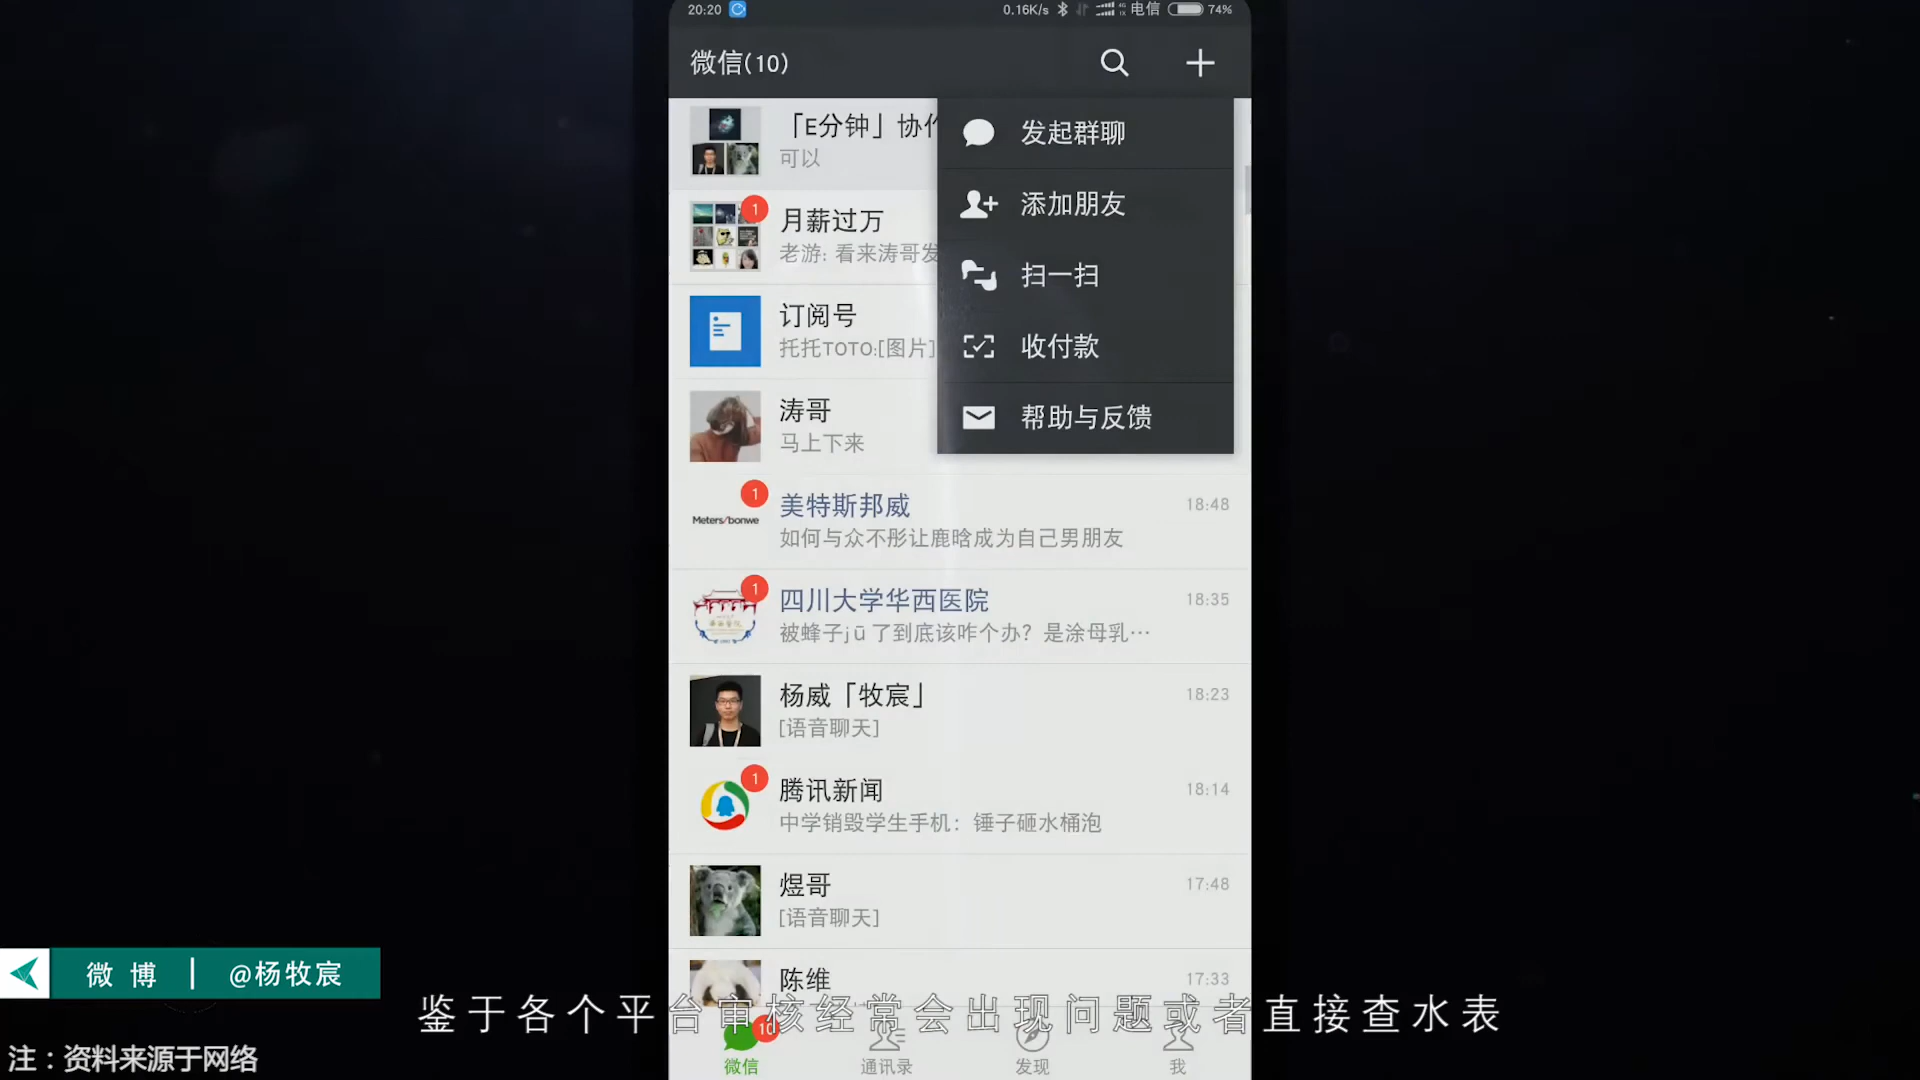 20:20
0.16K/s
电信
74%
微信(10)
「E分钟」协作
可以
发起群聊
添加朋友
扫一扫
收付款
帮助与反馈
1
月薪过万
老游: 看来涛哥发
订阅号
托托TOTO:[图片]
涛哥
马上下来
1
Meters/bonwe
美特斯邦威
18:48
如何与众不彤让鹿晗成为自己男朋友
1
四川大学华西医院
18:35
被蜂子jū了到底该咋个办？是涂母乳…
杨威「牧宸」
18:23
[语音聊天]
1
腾讯新闻
18:14
中学销毁学生手机：锤子砸水桶泡
煜哥
17:48
[语音聊天]
陈维
17:33
微博 | @杨牧宸
鉴于各个平台审核经常会出现问题或者直接查水表
10
微信
通讯录
发现
我
注：资料来源于网络